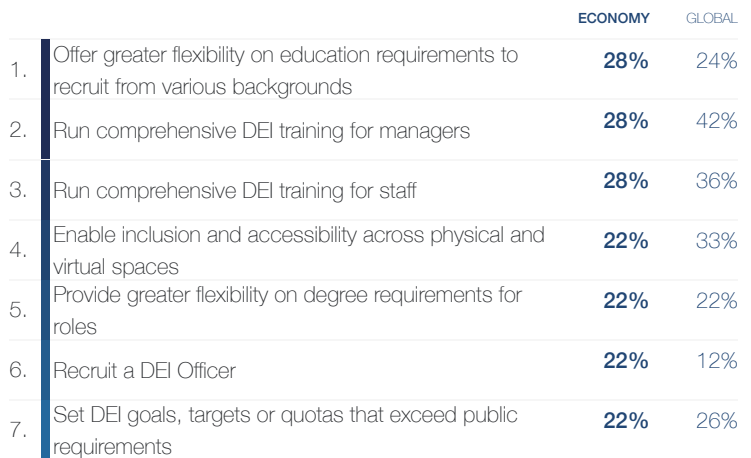 ECONOMY GLOBAL
1. Offer greater flexibility on education requirements to
recruit from various backgrounds 28% 24%
2. Run comprehensive DEI training for managers 28% 42%
3. Run comprehensive DEI training for staff 28% 36%
4. Enable inclusion and accessibility across physical and
virtual spaces 22% 33%
5. Provide greater flexibility on degree requirements for
roles 22% 22%
6. Recruit a DEI Officer 22% 12%
7. Set DEI goals, targets or quotas that exceed public
requirements 22% 26%